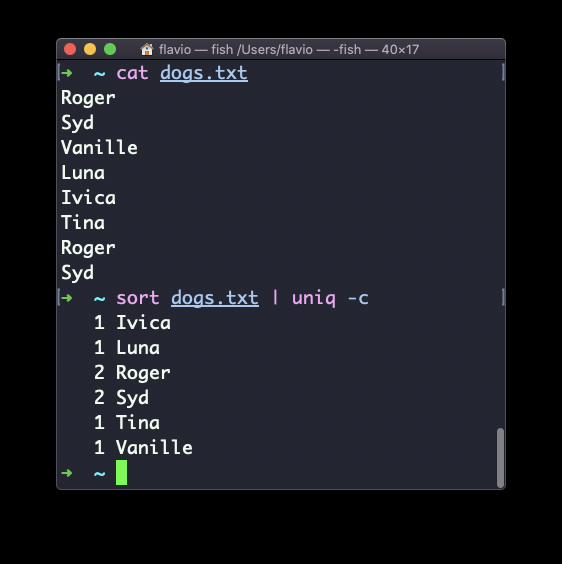 flavio — fish /Users/flavio — -fish — 40×17
➜ ~ cat dogs.txt
Roger
Syd
Vanille
Luna
Ivica
Tina
Roger
Syd
➜ ~ sort dogs.txt | uniq -c
1 Ivica
1 Luna
2 Roger
2 Syd
1 Tina
1 Vanille
➜ ~